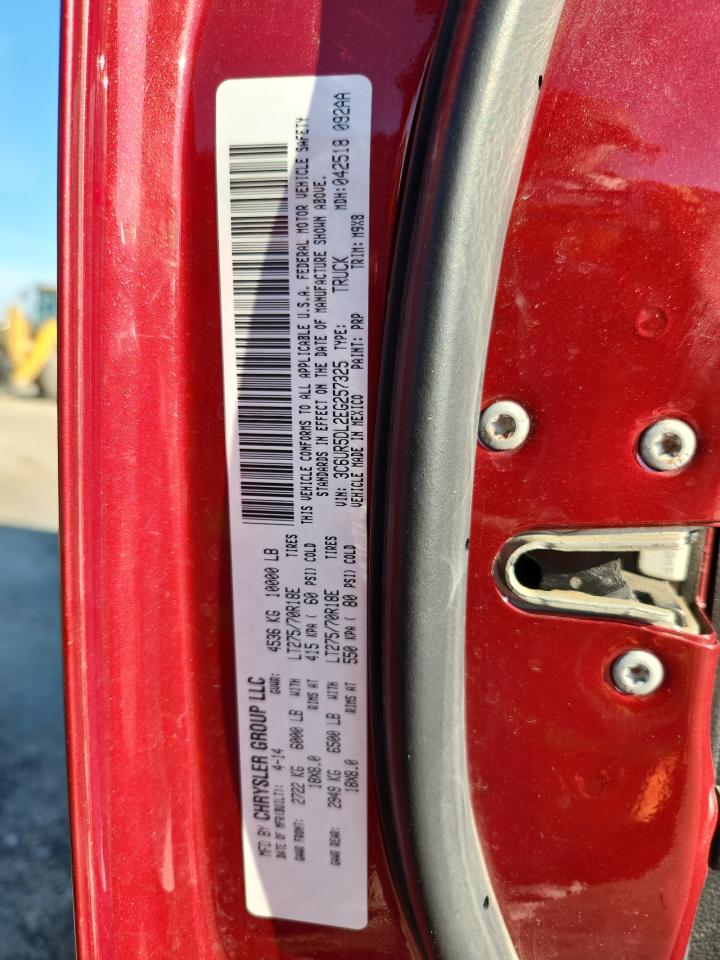 MFD BY CHRYSLER GROUP LLC
DATE OF MFR(BUILT): 4-14 GVWR: 4536 KG 10000 LB
GAWR FRONT: 2722 KG 6000 LB WITH LT275/70R18E TIRES
18X8.0 RIMS AT 415 KPA ( 60 PSI) COLD
GAWR REAR: 2949 KG 6500 LB WITH LT275/70R18E TIRES
18X8.0 RIMS AT 550 KPA ( 80 PSI) COLD
THIS VEHICLE CONFORMS TO ALL APPLICABLE U.S.A. FEDERAL MOTOR VEHICLE SAFETY
STANDARDS IN EFFECT ON THE DATE OF MANUFACTURE SHOWN ABOVE.
VIN: 3C6UR5DL2EG257325 TYPE: TRUCK MDH:042518 092AA
VEHICLE MADE IN MEXICO PAINT: PRP TRIM: M9X8